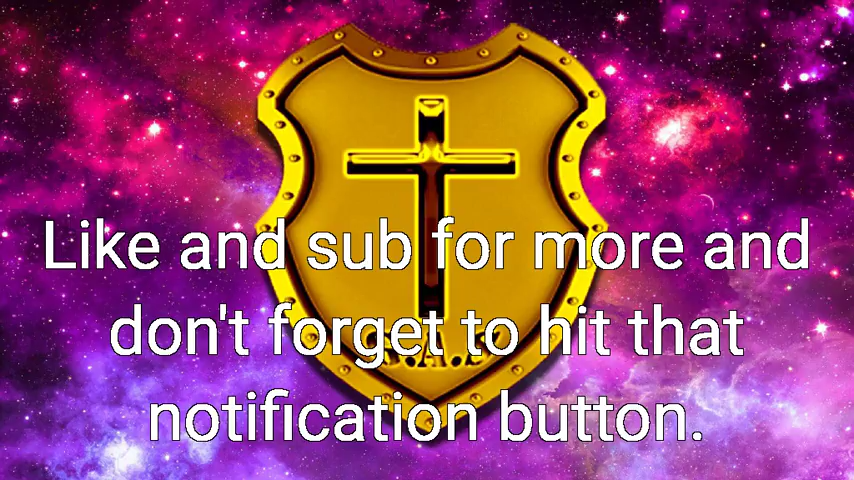 Like and sub for more and
don't forget to hit that
notification button.